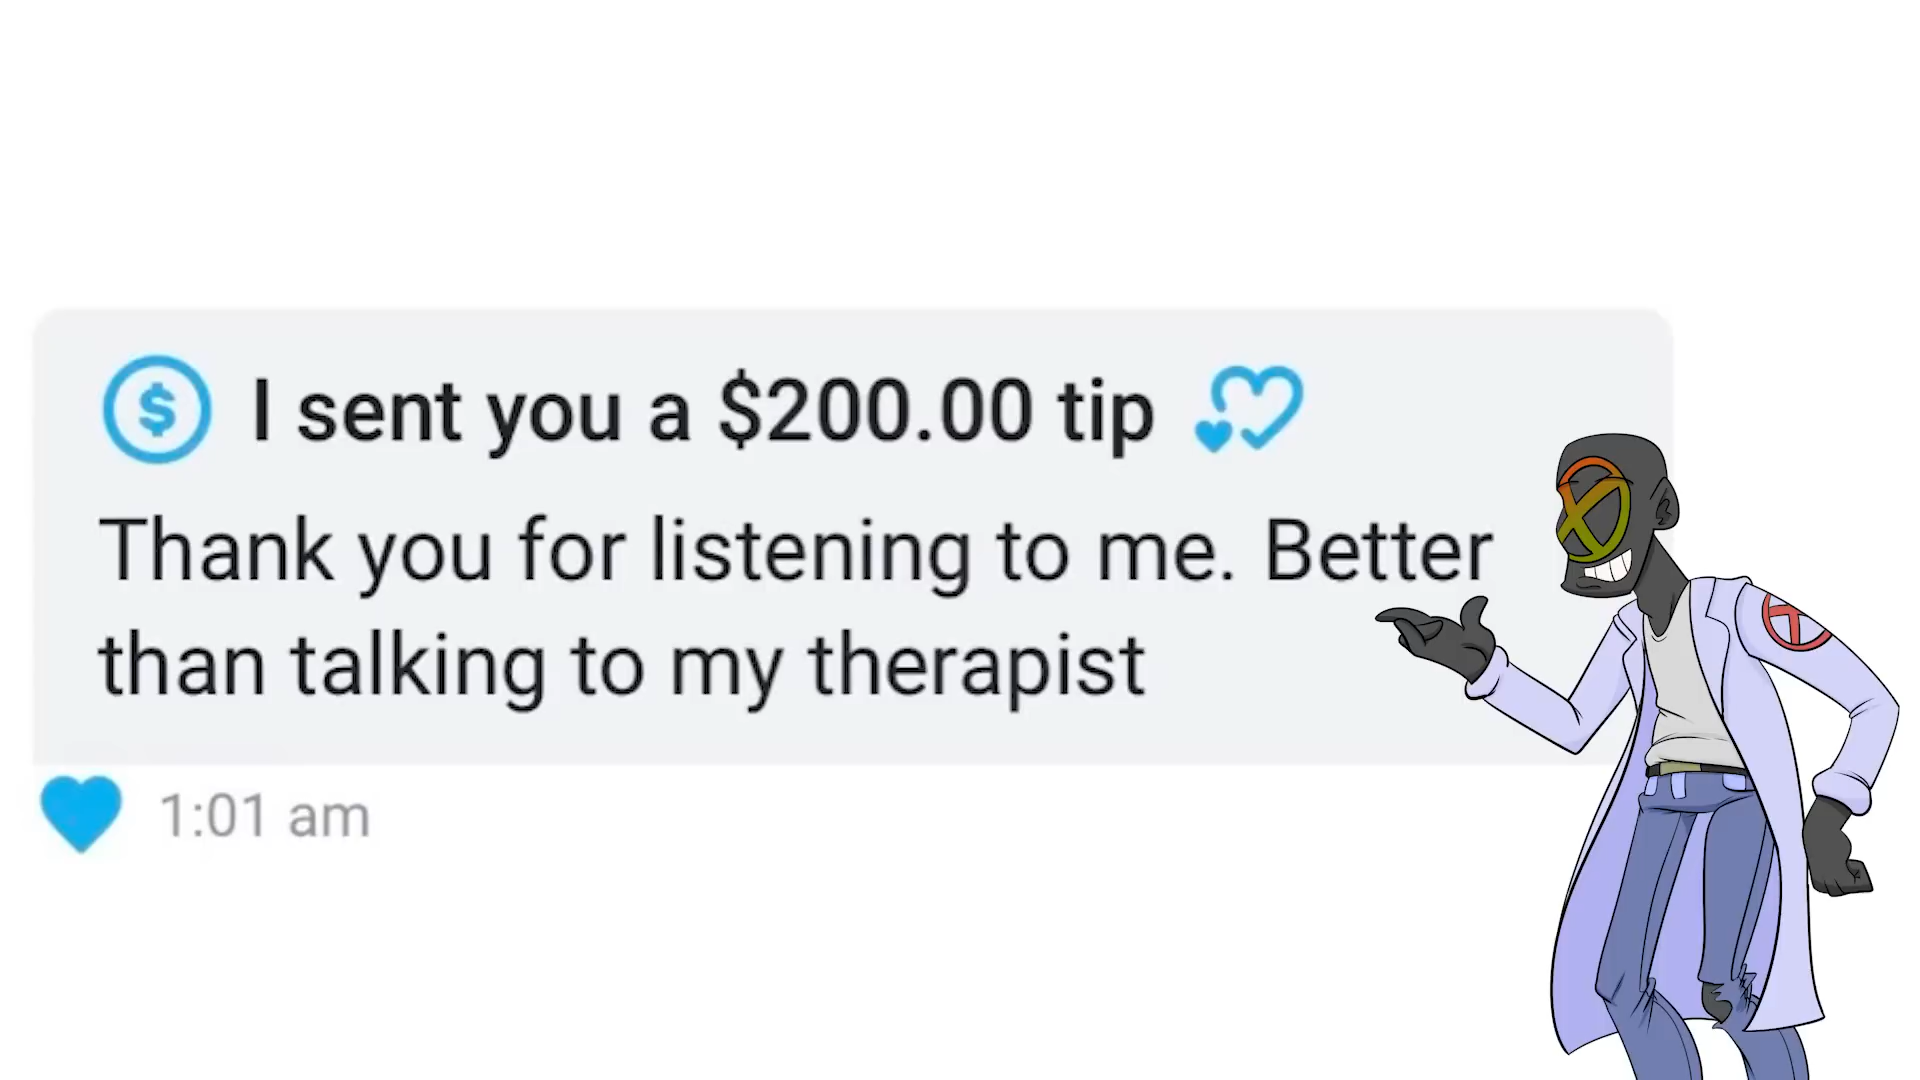 $ I sent you a $200.00 tip
Thank you for listening to me. Better
than talking to my therapist
1:01 am